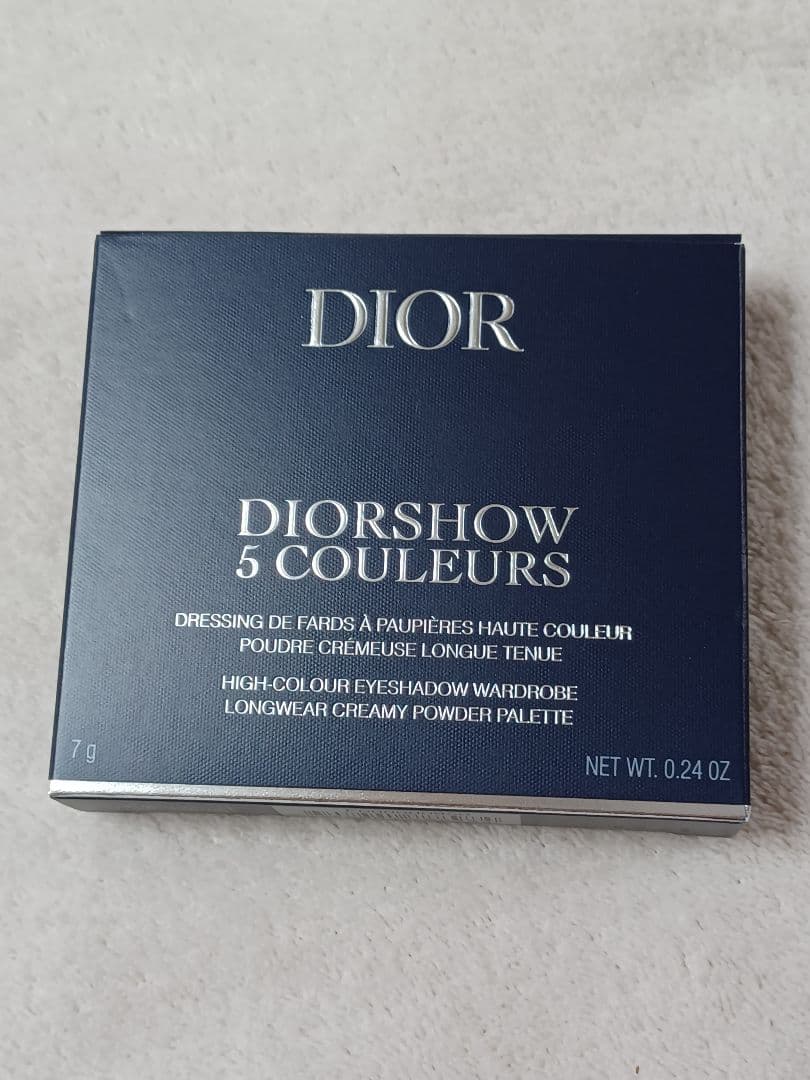 DIOR
DIORSHOW
5 COULEURS
DRESSING DE FARDS À PAUPIÈRES HAUTE COULEUR
POUDRE CRÉMEUSE LONGUE TENUE
HIGH-COLOUR EYESHADOW WARDROBE
LONGWEAR CREAMY POWDER PALETTE
7 g
NET WT. 0.24 OZ